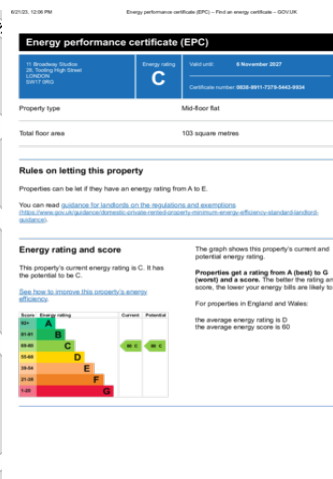 6/21/23, 12:06 PM Energy performance certificate (EPC) – Find an energy certificate – GOV.UK
Energy performance certificate (EPC)
11 Broadway Studios
28, Tooting High Street
LONDON
SW17 0RG
Energy rating
C
Valid until: 6 November 2027
Certificate number: 0838-9911-7379-5443-9934
Property type Mid-floor flat
Total floor area 103 square metres
Rules on letting this property
Properties can be let if they have an energy rating from A to E.
You can read guidance for landlords on the regulations and exemptions
(https://www.gov.uk/guidance/domestic-private-rented-property-minimum-energy-efficiency-standard-landlord-
guidance).
Energy rating and score
This property's current energy rating is C. It has
the potential to be C.
See how to improve this property's energy
efficiency.
Score Energy rating Current Potential
92+ A
81-91 B
69-80 C
55-68 D
39-54 E
21-38 F
1-20 G
The graph shows this property's current and
potential energy rating.
Properties get a rating from A (best) to G
(worst) and a score. The better the rating an
score, the lower your energy bills are likely to
For properties in England and Wales:
the average energy rating is D
the average energy score is 60